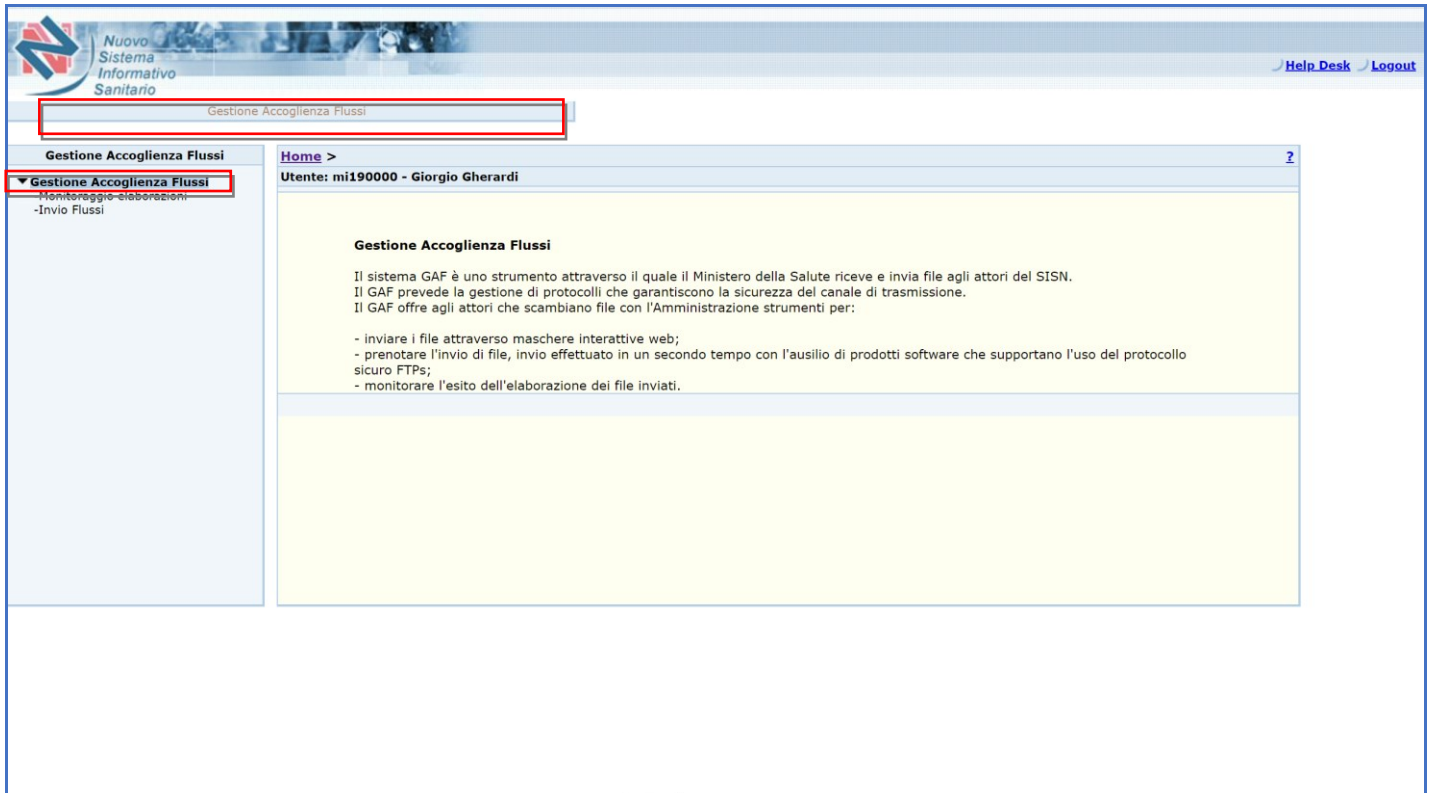 Nuovo
Sistema
Informativo
Sanitario
Help Desk Logout
Gestione Accoglienza Flussi
Gestione Accoglienza Flussi
▼Gestione Accoglienza Flussi
-Monitoraggio elaborazioni
-Invio Flussi
Home > ?
Utente: mi190000 - Giorgio Gherardi
Gestione Accoglienza Flussi
Il sistema GAF è uno strumento attraverso il quale il Ministero della Salute riceve e invia file agli attori del SISN.
Il GAF prevede la gestione di protocolli che garantiscono la sicurezza del canale di trasmissione.
Il GAF offre agli attori che scambiano file con l'Amministrazione strumenti per:
- inviare i file attraverso maschere interattive web;
- prenotare l'invio di file, invio effettuato in un secondo tempo con l'ausilio di prodotti software che supportano l'uso del protocollo
sicuro FTPs;
- monitorare l'esito dell'elaborazione dei file inviati.